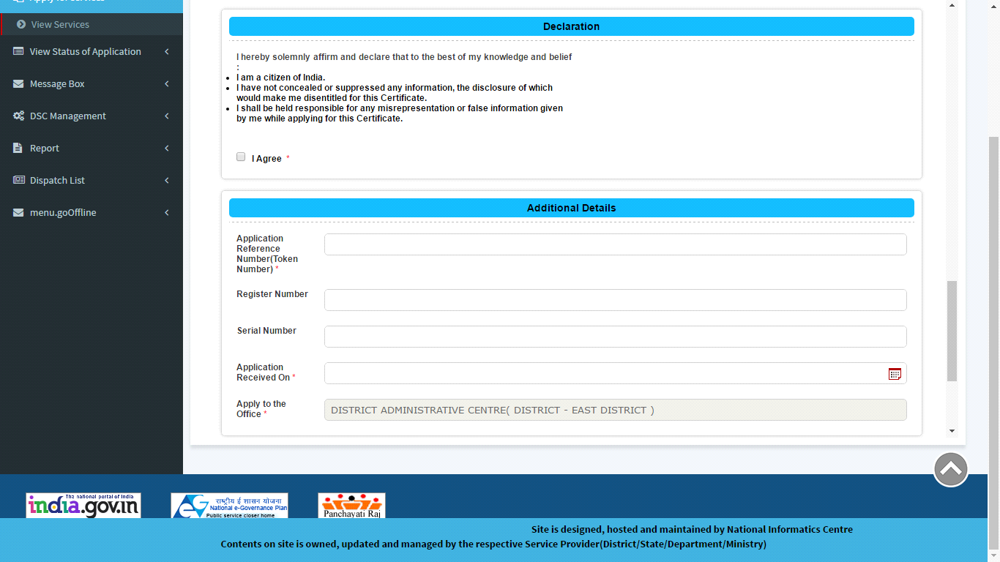 View Services
View Status of Application
Message Box
DSC Management
Report
Dispatch List
menu.goOffline
Declaration
I hereby solemnly affirm and declare that to the best of my knowledge and belief
:
I am a citizen of India.
I have not concealed or suppressed any information, the disclosure of which
would make me disentitled for this Certificate.
I shall be held responsible for any misrepresentation or false information given
by me while applying for this Certificate.
I Agree *
Additional Details
Application
Reference
Number(Token
Number) *
Register Number
Serial Number
Application
Received On *
Apply to the
Office *
DISTRICT ADMINISTRATIVE CENTRE( DISTRICT - EAST DISTRICT )
The national portal of India
india.gov.in
eG
राष्ट्रीय ई शासन योजना
National e-Governance Plan
Public service closer home
Panchayati Raj
Site is designed, hosted and maintained by National Informatics Centre
Contents on site is owned, updated and managed by the respective Service Provider(District/State/Department/Ministry)